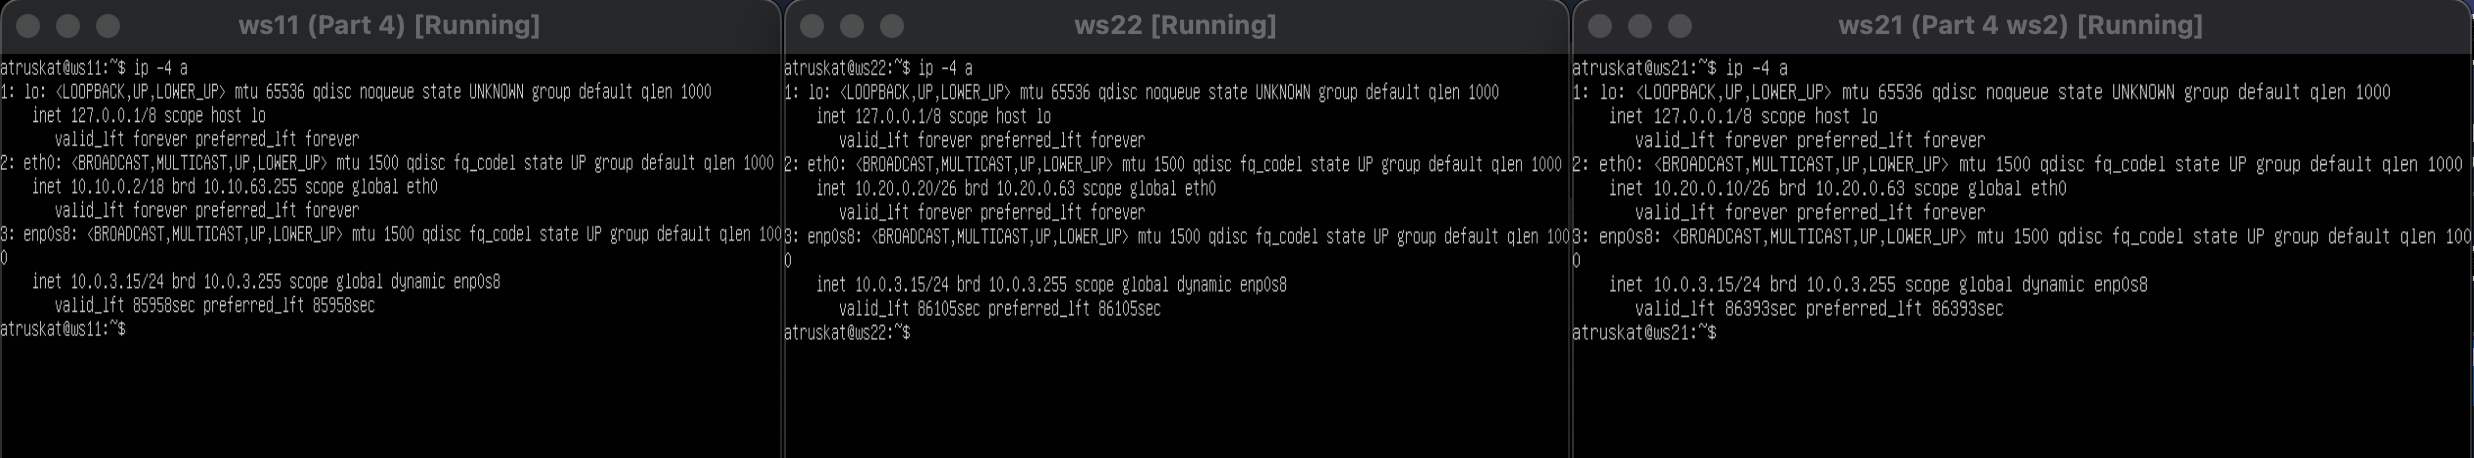 ws11 (Part 4) [Running]
atruskat@ws11:~$ ip -4 a
1: lo: <LOOPBACK,UP,LOWER_UP> mtu 65536 qdisc noqueue state UNKNOWN group default qlen 1000
inet 127.0.0.1/8 scope host lo
valid_lft forever preferred_lft forever
2: eth0: <BROADCAST,MULTICAST,UP,LOWER_UP> mtu 1500 qdisc fq_codel state UP group default qlen 1000
inet 10.10.0.2/18 brd 10.10.63.255 scope global eth0
valid_lft forever preferred_lft forever
3: enp0s8: <BROADCAST,MULTICAST,UP,LOWER_UP> mtu 1500 qdisc fq_codel state UP group default qlen 100
0
inet 10.0.3.15/24 brd 10.0.3.255 scope global dynamic enp0s8
valid_lft 85958sec preferred_lft 85958sec
atruskat@ws11:~$
ws22 [Running]
atruskat@ws22:~$ ip -4 a
1: lo: <LOOPBACK,UP,LOWER_UP> mtu 65536 qdisc noqueue state UNKNOWN group default qlen 1000
inet 127.0.0.1/8 scope host lo
valid_lft forever preferred_lft forever
2: eth0: <BROADCAST,MULTICAST,UP,LOWER_UP> mtu 1500 qdisc fq_codel state UP group default qlen 1000
inet 10.20.0.20/26 brd 10.20.0.63 scope global eth0
valid_lft forever preferred_lft forever
3: enp0s8: <BROADCAST,MULTICAST,UP,LOWER_UP> mtu 1500 qdisc fq_codel state UP group default qlen 100
0
inet 10.0.3.15/24 brd 10.0.3.255 scope global dynamic enp0s8
valid_lft 86105sec preferred_lft 86105sec
atruskat@ws22:~$
ws21 (Part 4 ws2) [Running]
atruskat@ws21:~$ ip -4 a
1: lo: <LOOPBACK,UP,LOWER_UP> mtu 65536 qdisc noqueue state UNKNOWN group default qlen 1000
inet 127.0.0.1/8 scope host lo
valid_lft forever preferred_lft forever
2: eth0: <BROADCAST,MULTICAST,UP,LOWER_UP> mtu 1500 qdisc fq_codel state UP group default qlen 1000
inet 10.20.0.10/26 brd 10.20.0.63 scope global eth0
valid_lft forever preferred_lft forever
3: enp0s8: <BROADCAST,MULTICAST,UP,LOWER_UP> mtu 1500 qdisc fq_codel state UP group default qlen 100
0
inet 10.0.3.15/24 brd 10.0.3.255 scope global dynamic enp0s8
valid_lft 86393sec preferred_lft 86393sec
atruskat@ws21:~$